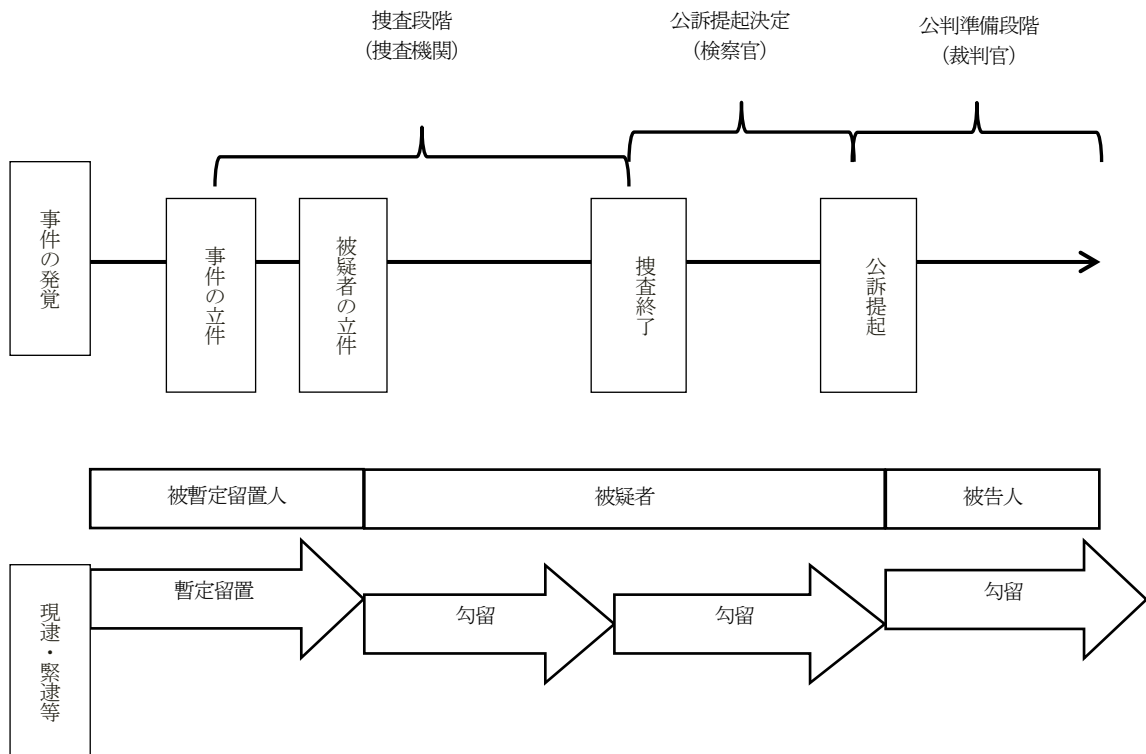 捜査段階
（捜査機関）
公訴提起決定
（検察官）
公判準備段階
（裁判官）
事件の発覚
事件の立件
被疑者の立件
捜査終了
公訴提起
被暫定留置人
被疑者
被告人
現逮・緊逮等
暫定留置
勾留
勾留
勾留